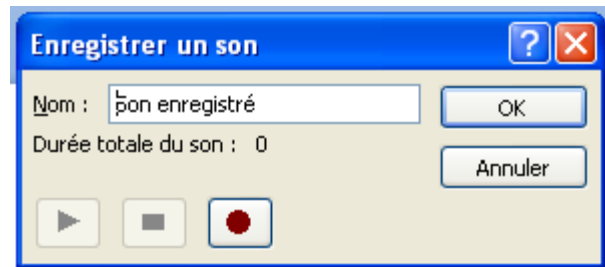 Enregistrer un son
Nom : Son enregistré
OK
Durée totale du son : 0
Annuler